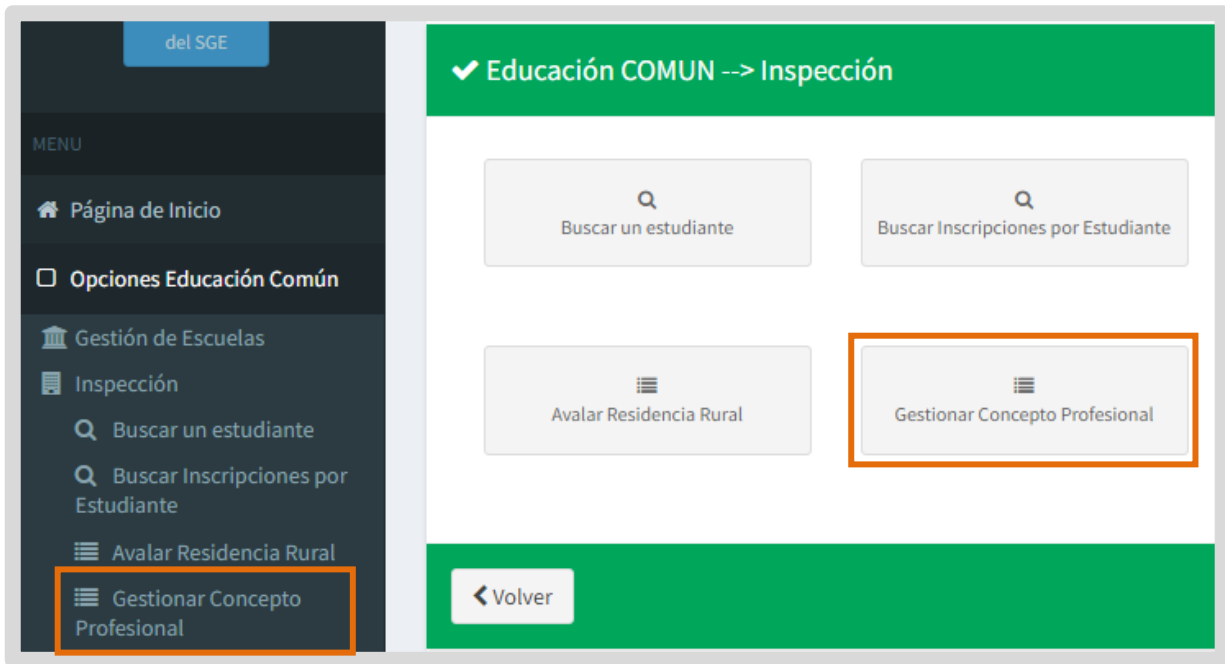 del SGE
MENU
Página de Inicio
Opciones Educación Común
Gestión de Escuelas
Inspección
Buscar un estudiante
Buscar Inscripciones por
Estudiante
Avalar Residencia Rural
Gestionar Concepto
Profesional
Educación COMUN --> Inspección
Buscar un estudiante
Buscar Inscripciones por Estudiante
Avalar Residencia Rural
Gestionar Concepto Profesional
Volver